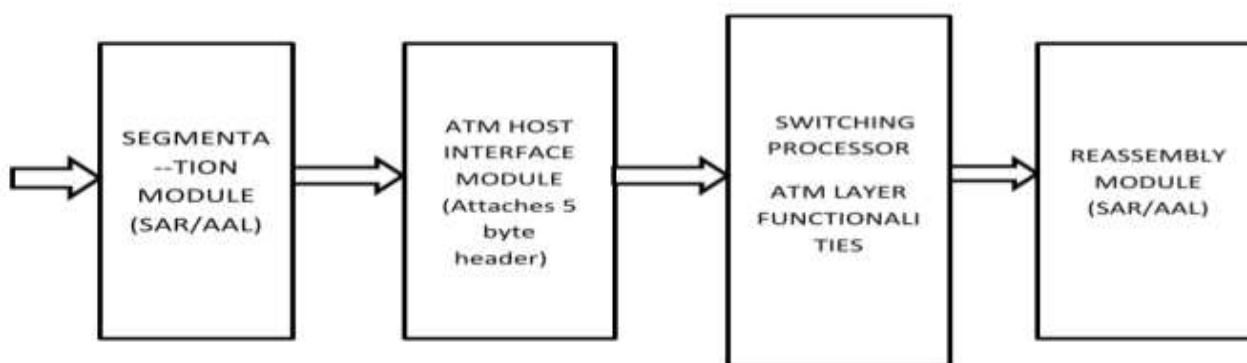 SEGMENTA
--TION
MODULE
(SAR/AAL)
ATM HOST
INTERFACE
MODULE
(Attaches 5
byte
header)
SWITCHING
PROCESSOR
ATM LAYER
FUNCTIONALI
TIES
REASSEMBLY
MODULE
(SAR/AAL)